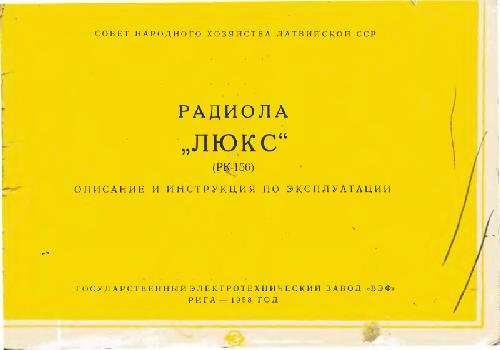 СОВЕТ НАРОДНОГО ХОЗЯЙСТВА ЛАТВИЙСКОЙ ССР
РАДИОЛА
„ЛЮКС“
(РК-156)
ОПИСАНИЕ И ИНСТРУКЦИЯ ПО ЭКСПЛУАТАЦИИ
ГОСУДАРСТВЕННЫЙ ЭЛЕКТРОТЕХНИЧЕСКИЙ ЗАВОД «ВЭФ»
РИГА — 1958 ГОД